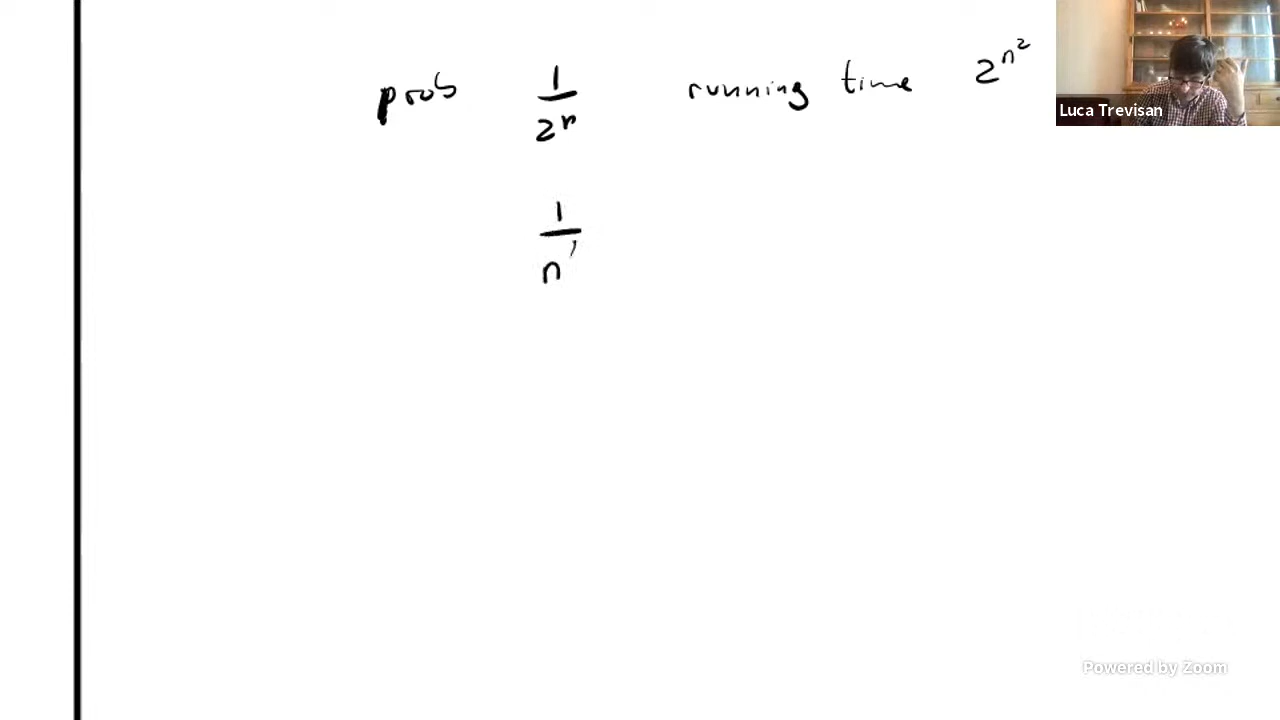 prob 1/2^n running time 2^{n^2}
Luca Trevisan
1/n'
Powered by Zoom